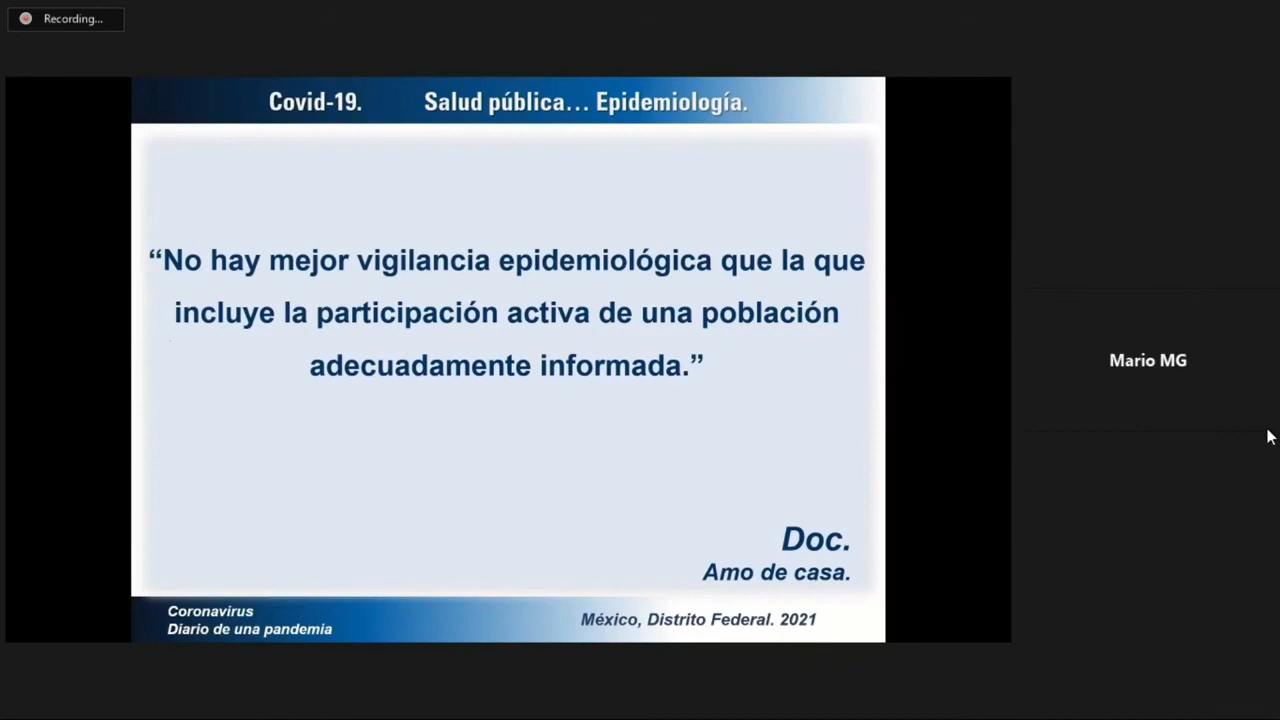 Recording...
Covid-19. Salud pública... Epidemiología.
“No hay mejor vigilancia epidemiológica que la que
incluye la participación activa de una población
adecuadamente informada.”
Mario MG
Doc.
Amo de casa.
Coronavirus
Diario de una pandemia
México, Distrito Federal. 2021